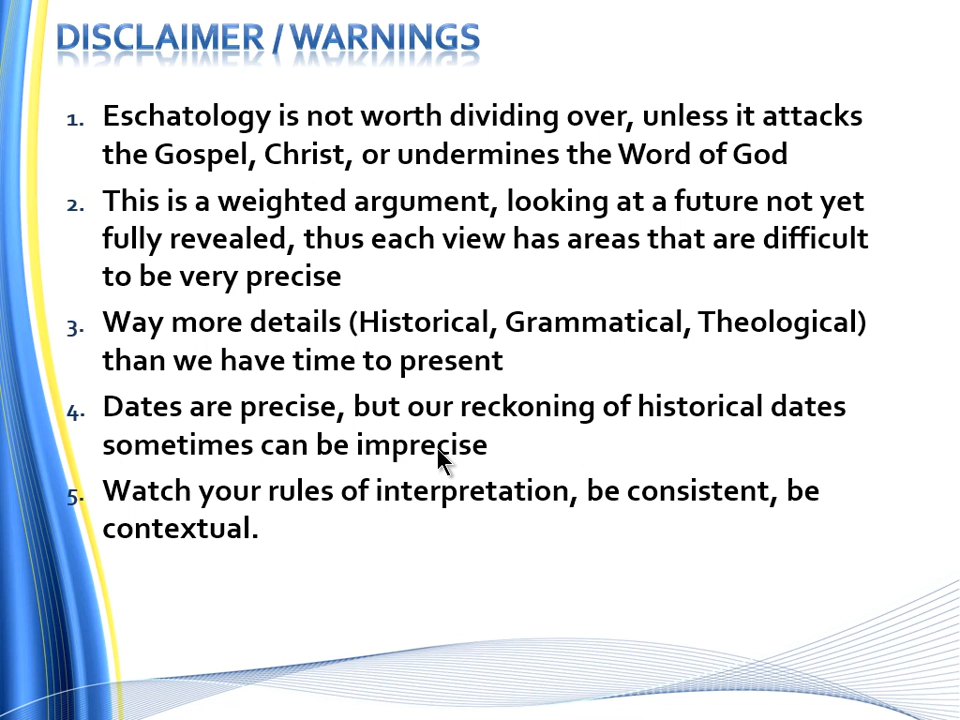 DISCLAIMER / WARNINGS
1. Eschatology is not worth dividing over, unless it attacks
the Gospel, Christ, or undermines the Word of God
2. This is a weighted argument, looking at a future not yet
fully revealed, thus each view has areas that are difficult
to be very precise
3. Way more details (Historical, Grammatical, Theological)
than we have time to present
4. Dates are precise, but our reckoning of historical dates
sometimes can be imprecise
5. Watch your rules of interpretation, be consistent, be
contextual.